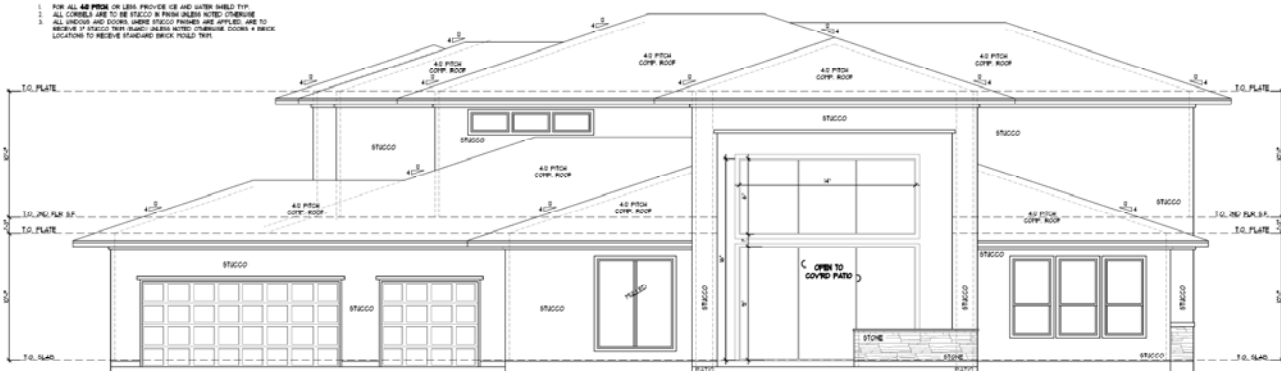 1. FOR ALL 4:12 PITCH OR LESS, PROVIDE ICE AND WATER SHIELD TYP.
2. ALL CORBELS ARE TO BE STUCCO IN FINISH UNLESS NOTED OTHERWISE
3. ALL WINDOWS AND DOORS, WHERE STUCCO FINISHES ARE APPLIED, ARE TO
RECEIVE 3" STUCCO TRIM (BAND) UNLESS NOTED OTHERWISE. DOORS & BRICK
LOCATIONS TO RECEIVE STANDARD BRICK MOULD TRIM.
4:12 PITCH
COMP. ROOF
4:12 PITCH
COMP. ROOF
4:12 PITCH
COMP. ROOF
4:12 PITCH
COMP. ROOF
T.O. PLATE
T.O. PLATE
STUCCO
STUCCO
STUCCO
STUCCO
4:12 PITCH
COMP. ROOF
14'
STUCCO
4:12 PITCH
COMP. ROOF
4:12 PITCH
COMP. ROOF
4:12 PITCH
COMP. ROOF
T.O. 2ND FLR S.F.
T.O. 2ND FLR S.F.
T.O. PLATE
T.O. PLATE
STUCCO
STUCCO
OPEN TO
COV'RD PATIO
MULLED
STUCCO
STUCCO
STUCCO
STUCCO
STUCCO
STONE
STONE
STUCCO
T.O. SLAB
T.O. SLAB
PATIO
PATIO